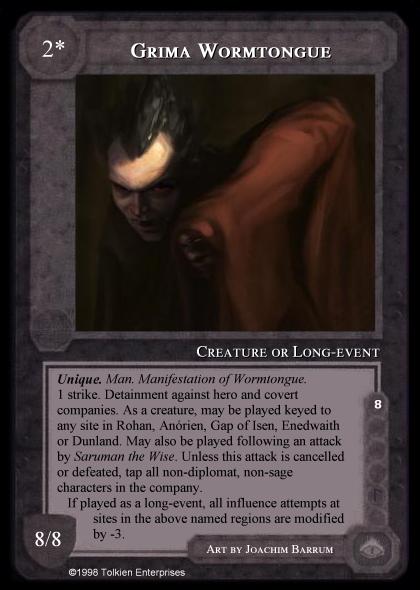 2*
GRIMA WORMTONGUE
CREATURE OR LONG-EVENT
Unique. Man. Manifestation of Wormtongue.
1 strike. Detainment against hero and covert
companies. As a creature, may be played keyed to
any site in Rohan, Anórien, Gap of Isen, Enedwaith
or Dunland. May also be played following an attack
by Saruman the Wise. Unless this attack is cancelled
or defeated, tap all non-diplomat, non-sage
characters in the company.
If played as a long-event, all influence attempts at
sites in the above named regions are modified
by -3.
8
8/8
ART BY JOACHIM BARRUM
©1998 Tolkien Enterprises